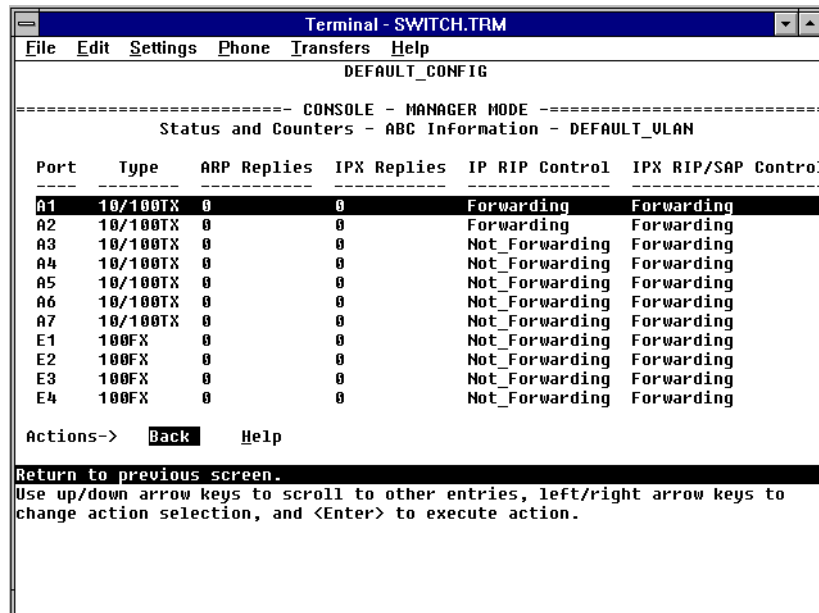 Terminal - SWITCH.TRM
File Edit Settings Phone Transfers Help
DEFAULT_CONFIG
==========================- CONSOLE - MANAGER MODE -===========================
Status and Counters - ABC Information - DEFAULT_VLAN
Port Type ARP Replies IPX Replies IP RIP Control IPX RIP/SAP Control
---- -------- ----------- ----------- -------------- -------------------
A1 10/100TX 0 0 Forwarding Forwarding
A2 10/100TX 0 0 Forwarding Forwarding
A3 10/100TX 0 0 Not_Forwarding Forwarding
A4 10/100TX 0 0 Not_Forwarding Forwarding
A5 10/100TX 0 0 Not_Forwarding Forwarding
A6 10/100TX 0 0 Not_Forwarding Forwarding
A7 10/100TX 0 0 Not_Forwarding Forwarding
E1 100FX 0 0 Not_Forwarding Forwarding
E2 100FX 0 0 Not_Forwarding Forwarding
E3 100FX 0 0 Not_Forwarding Forwarding
E4 100FX 0 0 Not_Forwarding Forwarding
Actions-> Back Help
Return to previous screen.
Use up/down arrow keys to scroll to other entries, left/right arrow keys to
change action selection, and <Enter> to execute action.